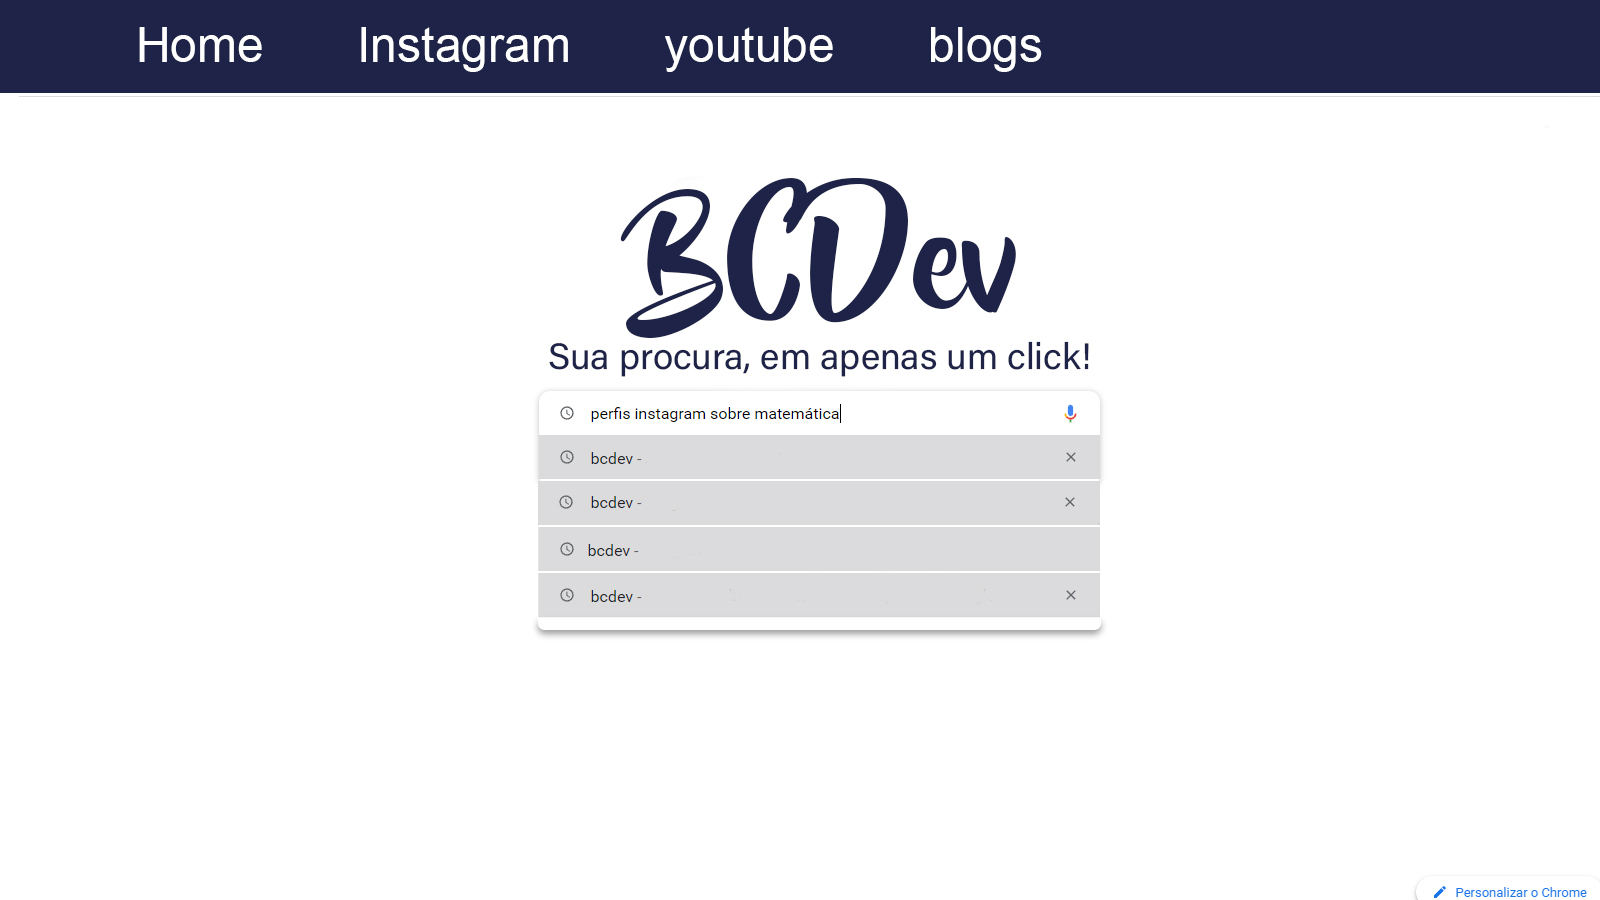 Home Instagram youtube blogs
BCDev
Sua procura, em apenas um click!
perfis instagram sobre matemática
bcdev -
bcdev -
bcdev -
bcdev -
Personalizar o Chrome